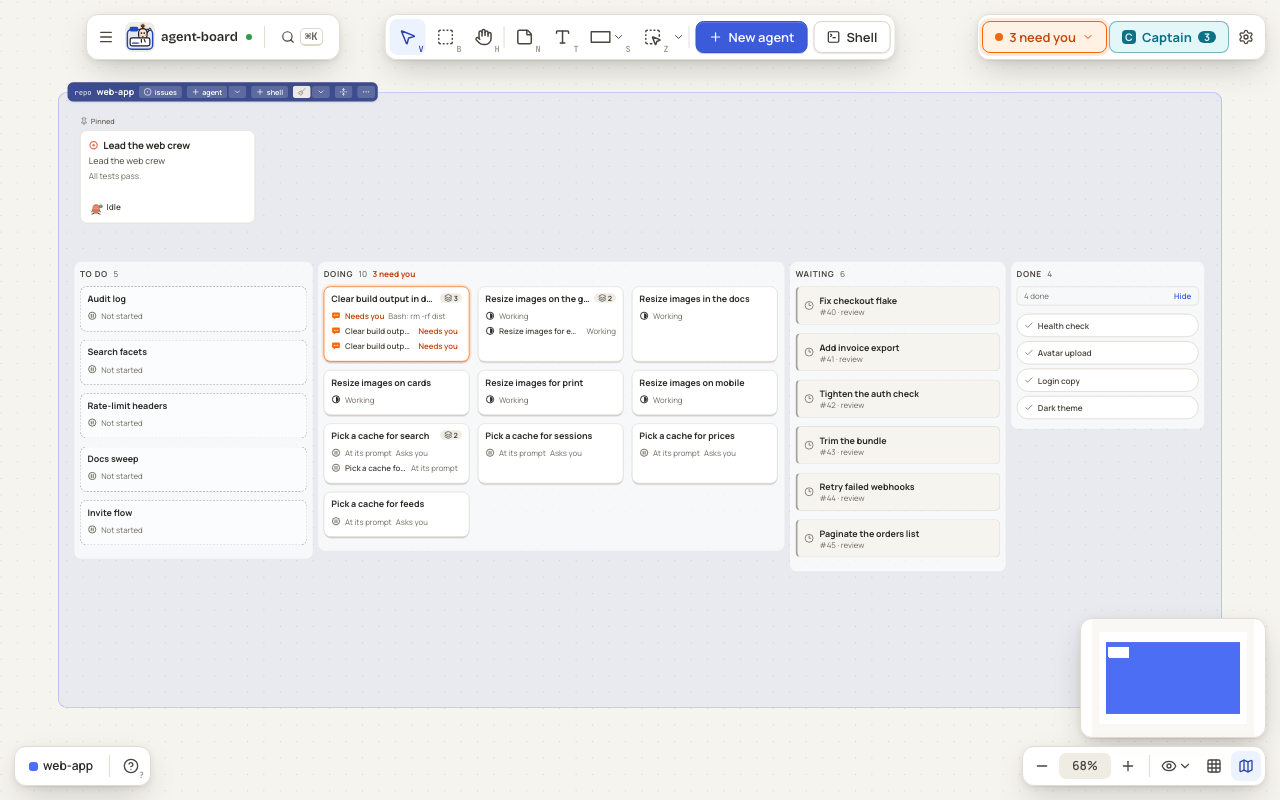 agent-board
⌘K
V
B
H
N
T
S
Z
+ New agent
Shell
3 need you
C Captain 3
repo web-app issues + agent + shell
Pinned
Lead the web crew
Lead the web crew
All tests pass.
Idle
TO DO 5
Audit log
Not started
Search facets
Not started
Rate-limit headers
Not started
Docs sweep
Not started
Invite flow
Not started
DOING 10 3 need you
Clear build output in d... 3
Needs you Bash: rm -rf dist
Clear build outp... Needs you
Clear build outp... Needs you
Resize images on the g... 2
Working
Resize images for e... Working
Resize images in the docs
Working
Resize images on cards
Working
Resize images for print
Working
Resize images on mobile
Working
Pick a cache for search 2
At its prompt Asks you
Pick a cache fo... At its prompt
Pick a cache for sessions
At its prompt Asks you
Pick a cache for prices
At its prompt Asks you
Pick a cache for feeds
At its prompt Asks you
WAITING 6
Fix checkout flake
#40 · review
Add invoice export
#41 · review
Tighten the auth check
#42 · review
Trim the bundle
#43 · review
Retry failed webhooks
#44 · review
Paginate the orders list
#45 · review
DONE 4
4 done Hide
Health check
Avatar upload
Login copy
Dark theme
web-app
?
68%